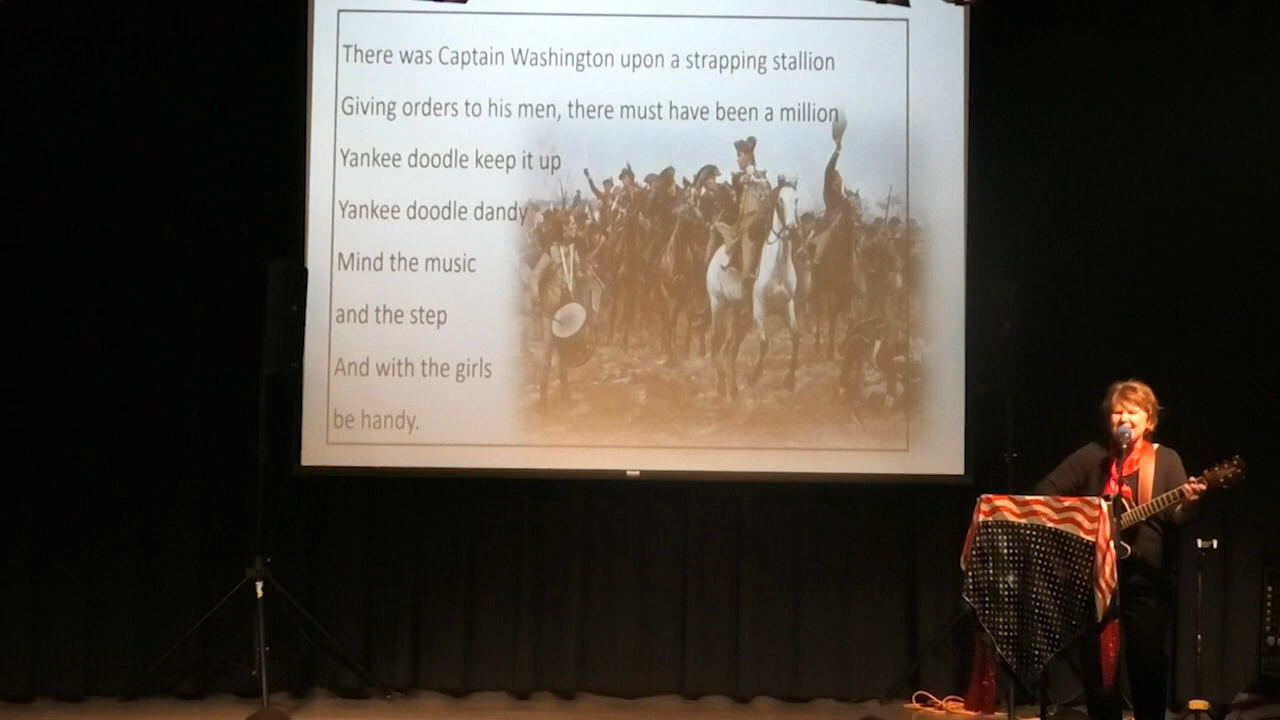 There was Captain Washington upon a strapping stallion
Giving orders to his men, there must have been a million
Yankee doodle keep it up
Yankee doodle dandy
Mind the music
and the step
And with the girls
be handy.